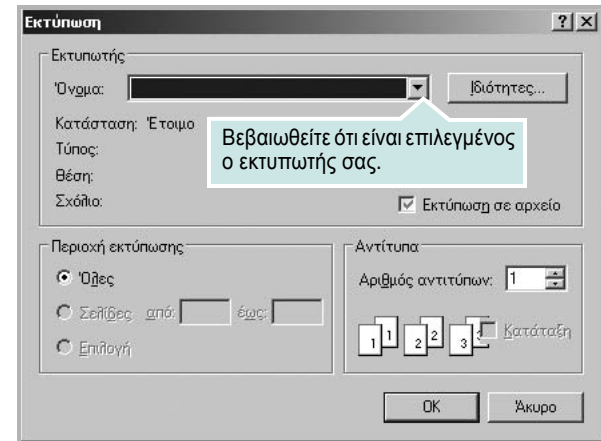 Εκτύπωση
Εκτυπωτής
Όνομα:
Ιδιότητες...
Κατάσταση: Έτοιμο
Τύπος:
Θέση:
Σχόλιο:
Βεβαιωθείτε ότι είναι επιλεγμένος
ο εκτυπωτής σας.
Εκτύπωση σε αρχείο
Περιοχή εκτύπωσης
Όλες
Σελίδες από: έως:
Επιλογή
Αντίτυπα
Αριθμός αντιτύπων: 1
1 1 2 2 3 3
Κατάταξη
OK
Άκυρο